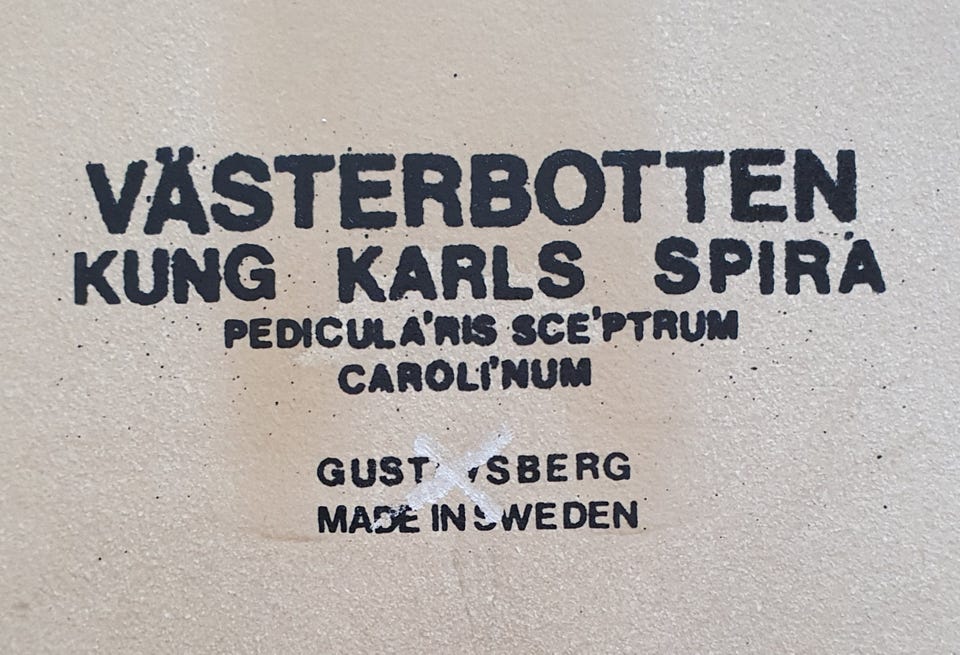 VÄSTERBOTTEN
KUNG KARLS SPIRA
PEDICULA'RIS SCE'PTRUM
CAROLI'NUM
GUSTAVSBERG
MADE IN SWEDEN